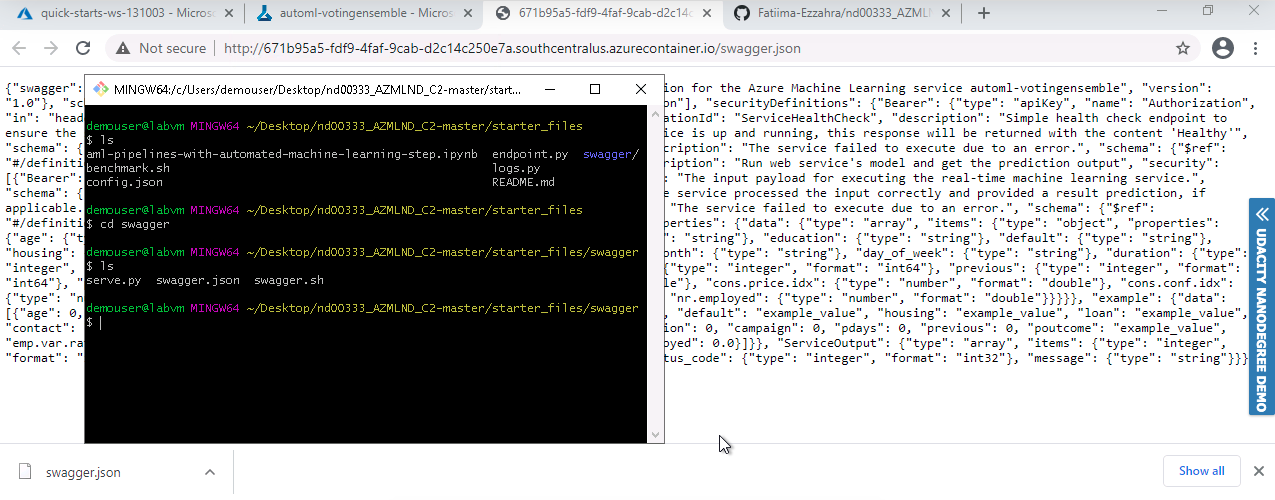 quick-starts-ws-131003 - Micros
automl-votingensemble - Micros
671b95a5-fdf9-4faf-9cab-d2c14c
Fatiima-Ezzahra/nd00333_AZML
Not secure
http://671b95a5-fdf9-4faf-9cab-d2c14c250e7a.southcentralus.azurecontainer.io/swagger.json
{"swagger": ion for the Azure Machine Learning service automl-votingensemble", "version":
"1.0"}, "sc on"], "securityDefinitions": {"Bearer": {"type": "apiKey", "name": "Authorization",
"in": "head ationId": "ServiceHealthCheck", "description": "Simple health check endpoint to
ensure the ice is up and running, this response will be returned with the content 'Healthy'",
"schema": { ription": "The service failed to execute due to an error.", "schema": {"$ref":
"#/definiti cription": "Run web service's model and get the prediction output", "security":
[{"Bearer": : "The input payload for executing the real-time machine learning service.",
"schema": { e service processed the input correctly and provided a result prediction, if
applicable. "The service failed to execute due to an error.", "schema": {"$ref":
"#/definiti perties": {"data": {"type": "array", "items": {"type": "object", "properties":
{"age": {"t : "string"}, "education": {"type": "string"}, "default": {"type": "string"},
"housing": onth": {"type": "string"}, "day_of_week": {"type": "string"}, "duration": {"type":
"integer", {"type": "integer", "format": "int64"}, "previous": {"type": "integer", "format":
"int64"}, " le"}, "cons.price.idx": {"type": "number", "format": "double"}, "cons.conf.idx":
{"type": "n "nr.employed": {"type": "number", "format": "double"}}}}}, "example": {"data":
[{"age": 0, , "default": "example_value", "housing": "example_value", "loan": "example_value",
"contact": ion": 0, "campaign": 0, "pdays": 0, "previous": 0, "poutcome": "example_value",
"emp.var.ra oyed": 0.0}]}}, "ServiceOutput": {"type": "array", "items": {"type": "integer",
"format": " tus_code": {"type": "integer", "format": "int32"}, "message": {"type": "string"}}}
MINGW64:/c/Users/demouser/Desktop/nd00333_AZMLND_C2-master/start...
demouser@labvm MINGW64 ~/Desktop/nd00333_AZMLND_C2-master/starter_files
$ ls
aml-pipelines-with-automated-machine-learning-step.ipynb endpoint.py swagger/
benchmark.sh logs.py
config.json README.md
demouser@labvm MINGW64 ~/Desktop/nd00333_AZMLND_C2-master/starter_files
$ cd swagger
demouser@labvm MINGW64 ~/Desktop/nd00333_AZMLND_C2-master/starter_files/swagger
$ ls
serve.py swagger.json swagger.sh
demouser@labvm MINGW64 ~/Desktop/nd00333_AZMLND_C2-master/starter_files/swagger
$
UDACITY NANODEGREE DEMO
swagger.json
Show all